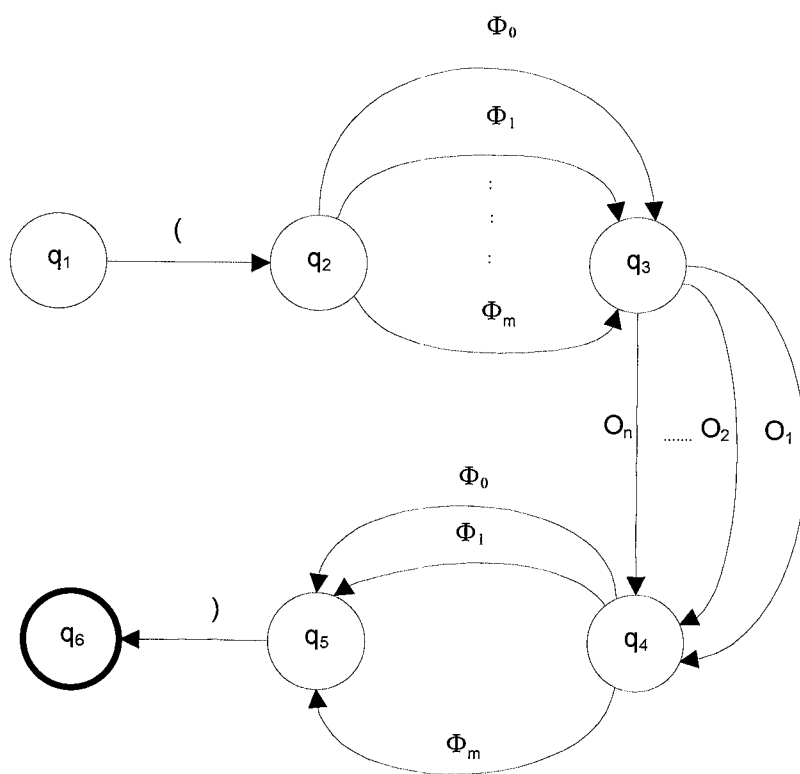 Φ₀
Φ₁
:
(
:
q₁
q₂
:
q₃
Φₘ
Oₙ ....... O₂ O₁
Φ₀
Φ₁
)
q₆
q₅
q₄
Φₘ